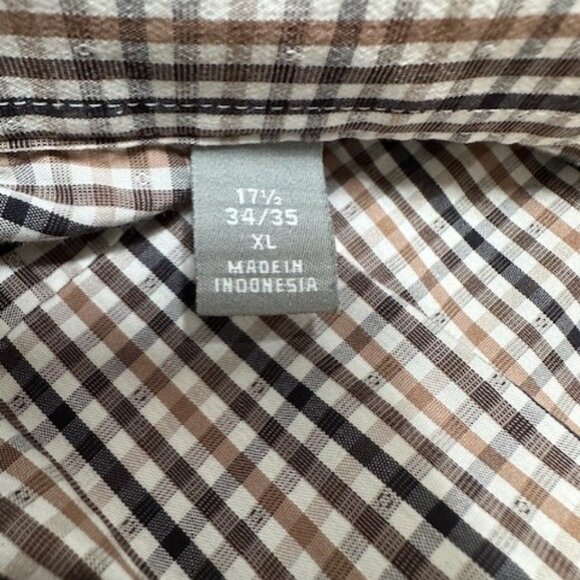 17½
34/35
XL
MADE IN
INDONESIA